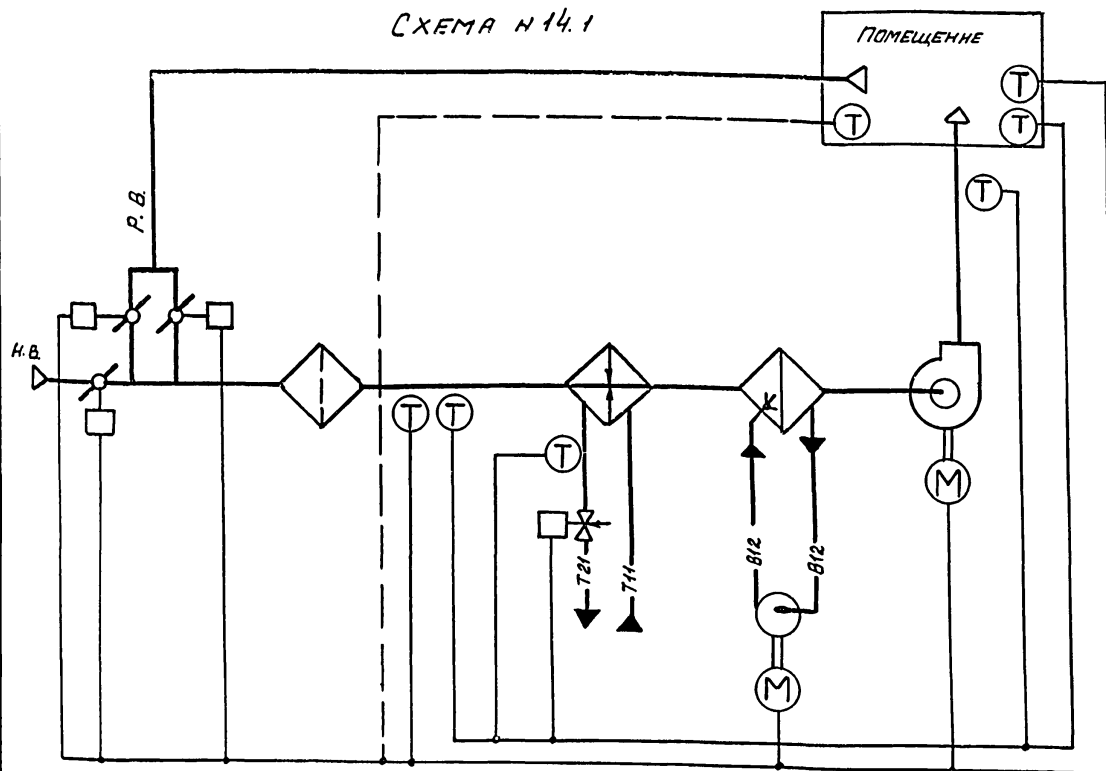 Схема N 14.1
Помещение
Т
Т
Т
Р.В.
Т
Н.В.
Т
Т
Т
М
Т21
Т11
В12
В12
М